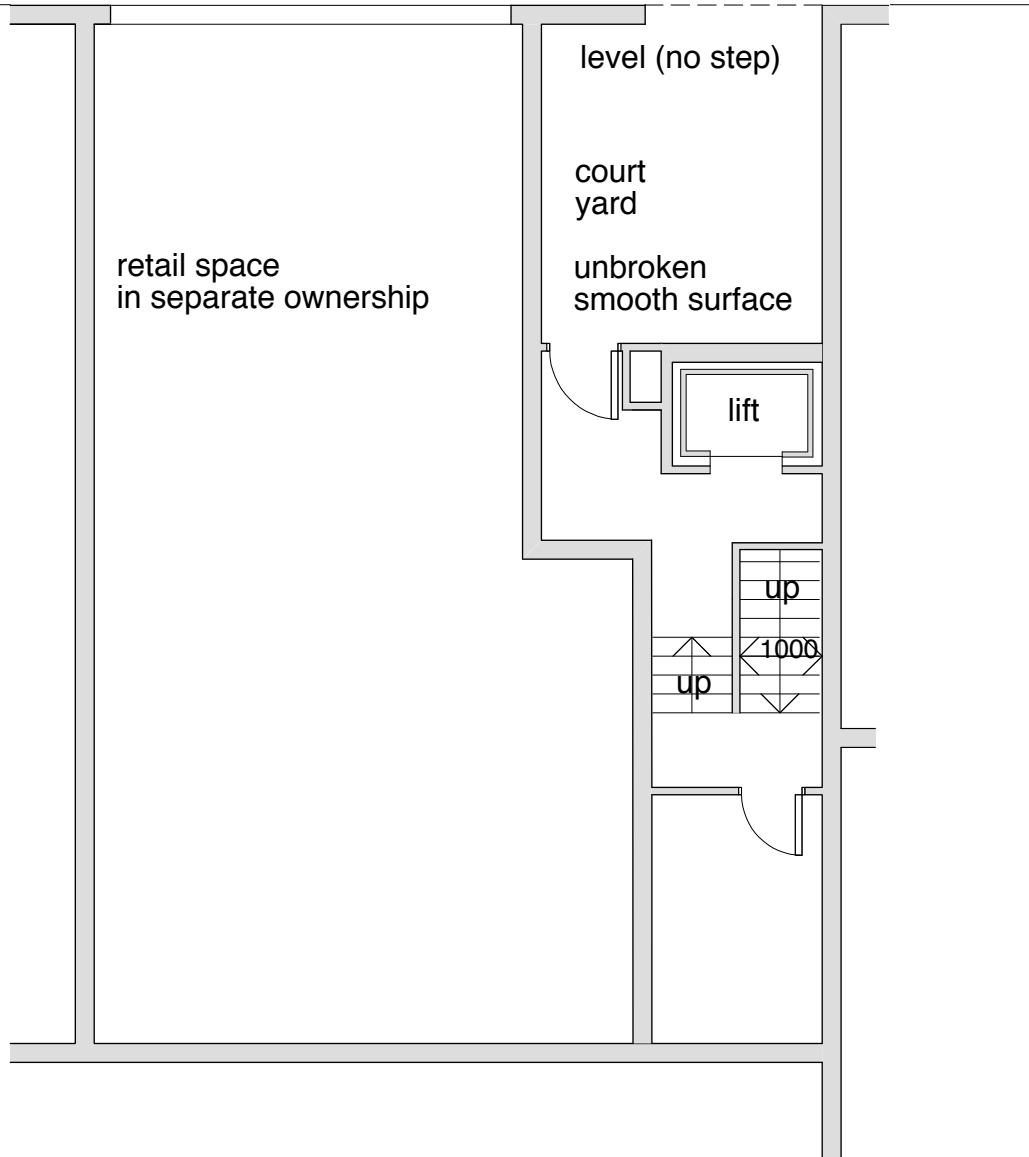 level (no step)
court
yard
retail space
in separate ownership
unbroken
smooth surface
lift
up
1000
up